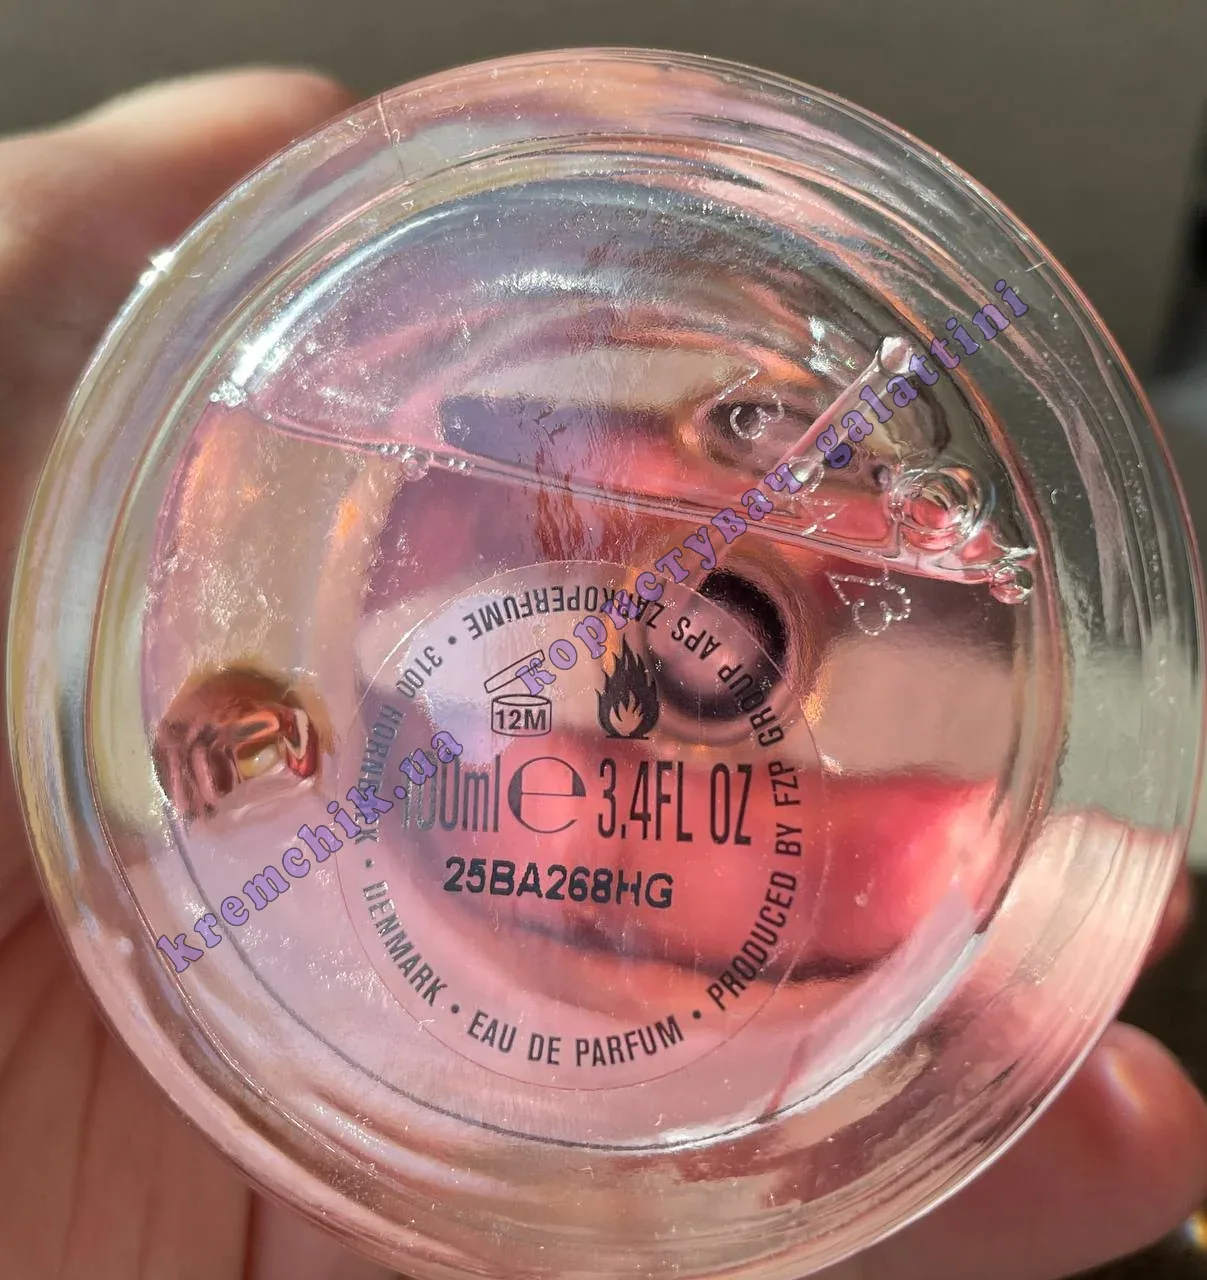 12M
100ml e 3.4FL OZ
25BA268HG
EAU DE PARFUM • PRODUCED BY FZP GROUP APS ZARKOPERFUME • 3100 HORNBÆK • DENMARK •
kremchik.ua користувач galattini